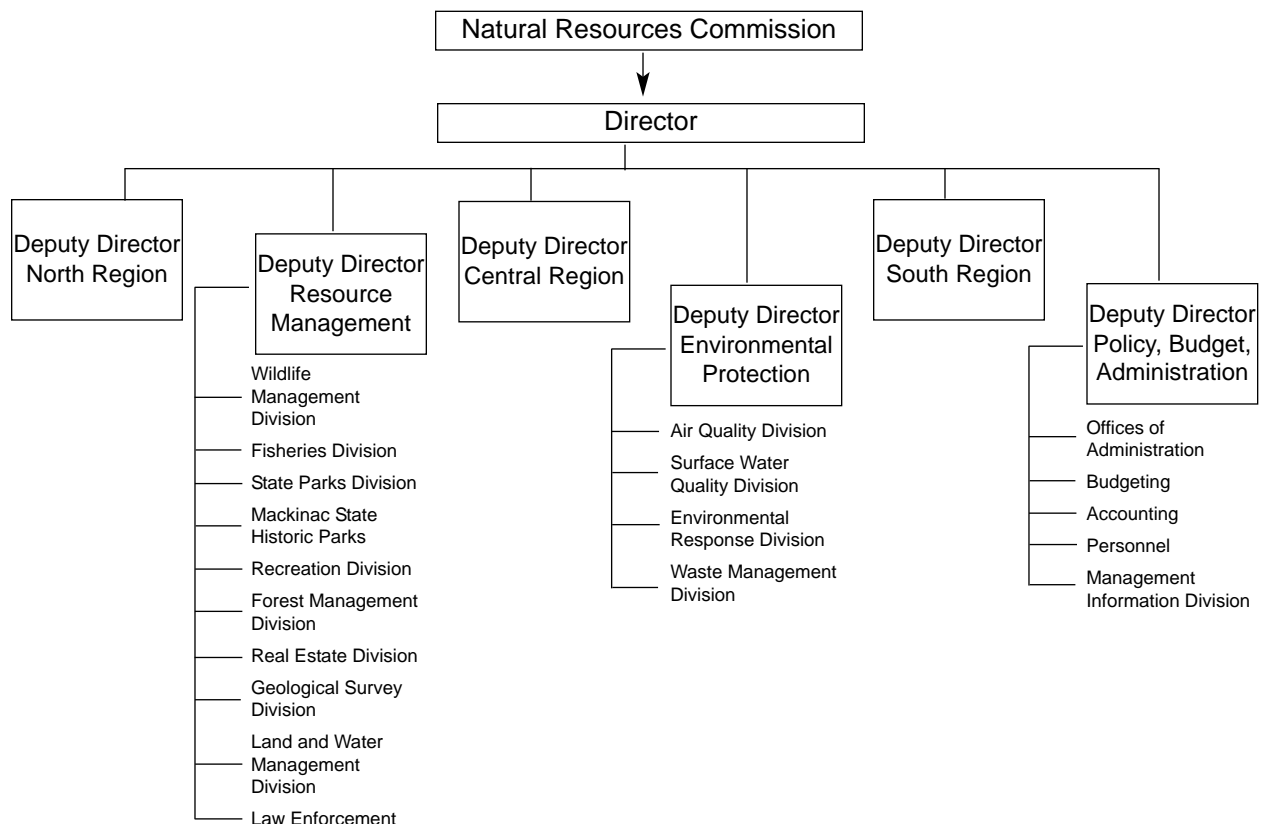 Natural Resources Commission
Director
Deputy Director
North Region
Deputy Director
Resource
Management
Wildlife
Management
Division
Fisheries Division
State Parks Division
Mackinac State
Historic Parks
Recreation Division
Forest Management
Division
Real Estate Division
Geological Survey
Division
Land and Water
Management
Division
Law Enforcement
Deputy Director
Central Region
Deputy Director
Environmental
Protection
Air Quality Division
Surface Water
Quality Division
Environmental
Response Division
Waste Management
Division
Deputy Director
South Region
Deputy Director
Policy, Budget,
Administration
Offices of
Administration
Budgeting
Accounting
Personnel
Management
Information Division